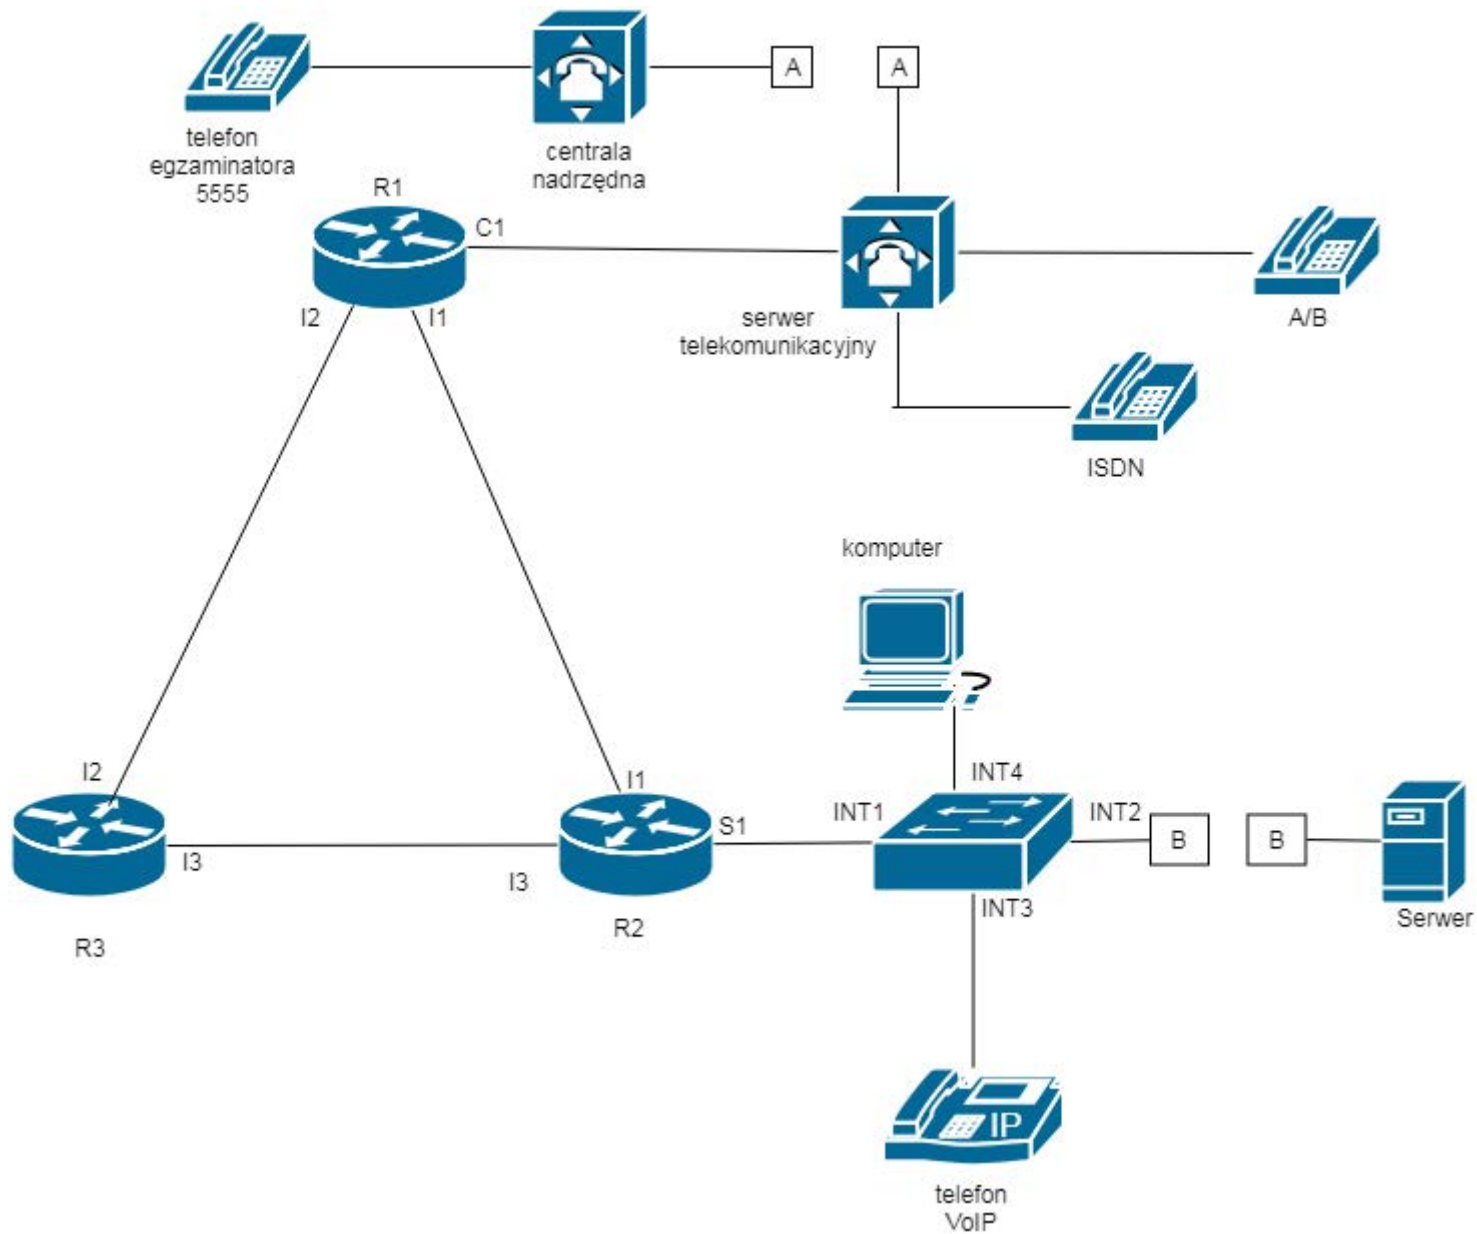 A
A
telefon
egzaminatora
5555
centrala
nadrzędna
R1
C1
I2
I1
serwer
telekomunikacyjny
A/B
ISDN
komputer
I2
I1
INT4
INT1
INT2
S1
B
B
I3
I3
INT3
Serwer
R2
R3
IP
telefon
VoIP